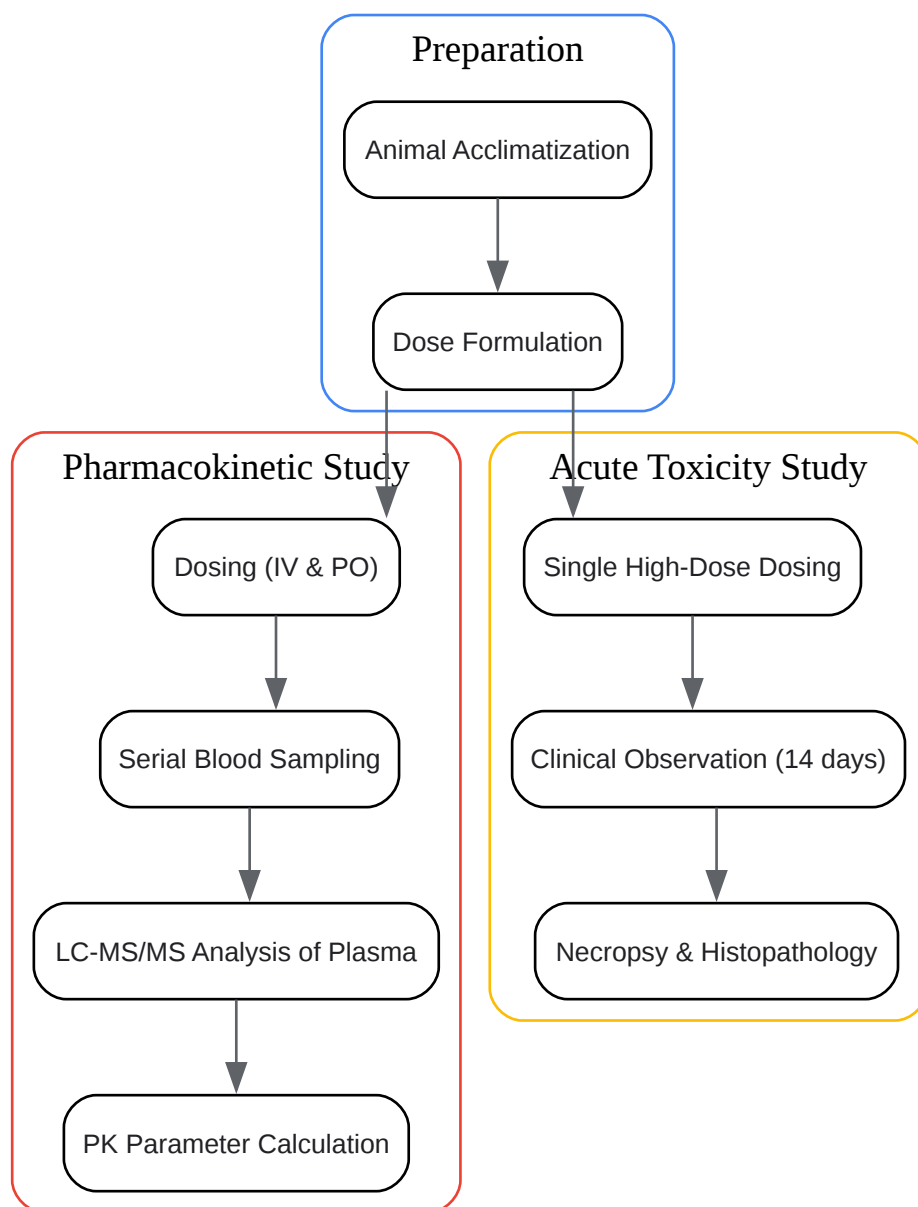 Preparation
Animal Acclimatization
Dose Formulation
Pharmacokinetic Study
Dosing (IV & PO)
Serial Blood Sampling
LC-MS/MS Analysis of Plasma
PK Parameter Calculation
Acute Toxicity Study
Single High-Dose Dosing
Clinical Observation (14 days)
Necropsy & Histopathology